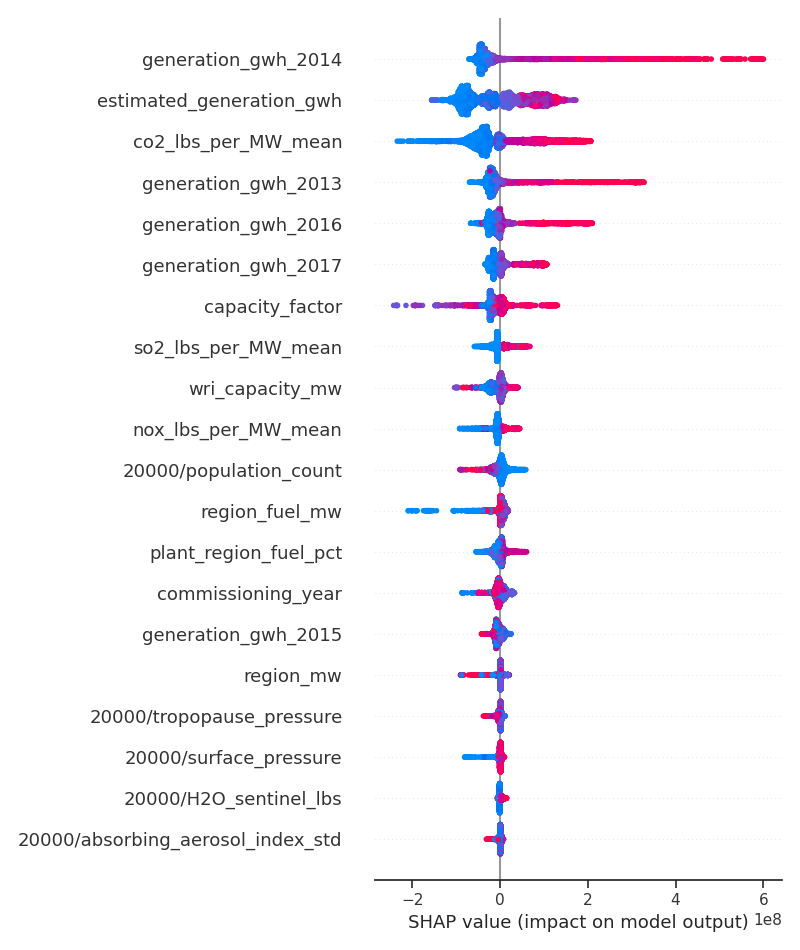 generation_gwh_2014
estimated_generation_gwh
co2_lbs_per_MW_mean
generation_gwh_2013
generation_gwh_2016
generation_gwh_2017
capacity_factor
so2_lbs_per_MW_mean
wri_capacity_mw
nox_lbs_per_MW_mean
20000/population_count
region_fuel_mw
plant_region_fuel_pct
commissioning_year
generation_gwh_2015
region_mw
20000/tropopause_pressure
20000/surface_pressure
20000/H2O_sentinel_lbs
20000/absorbing_aerosol_index_std
−2 0 2 4 6
SHAP value (impact on model output) 1e8